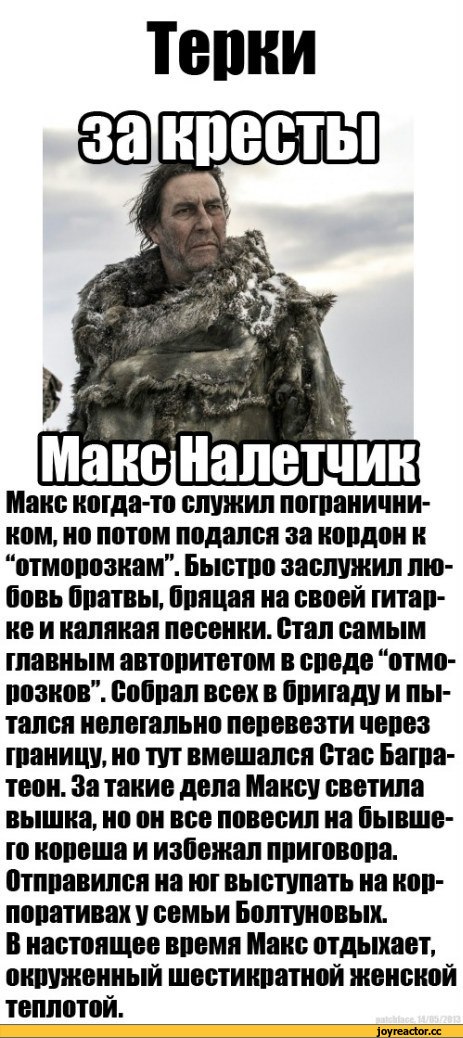 Терки
за кресты
Макс Налетчик
Макс когда-то служил погранични-
ком, но потом подался за кордон к
“отморозкам”. Быстро заслужил лю-
бовь братвы, бряцая на своей гитар-
ке и калякая песенки. Стал самым
главным авторитетом в среде “отмо-
розков”. Собрал всех в бригаду и пы-
тался нелегально перевезти через
границу, но тут вмешался Стас Багра-
теон. За такие дела Максу светила
вышка, но он все повесил на бывше-
го кореша и избежал приговора.
Отправился на юг выступать на кор-
поративах у семьи Болтуновых.
В настоящее время Макс отдыхает,
окруженный шестикратной женской
теплотой.
patchface, 14/05/2013
joyreactor.cc